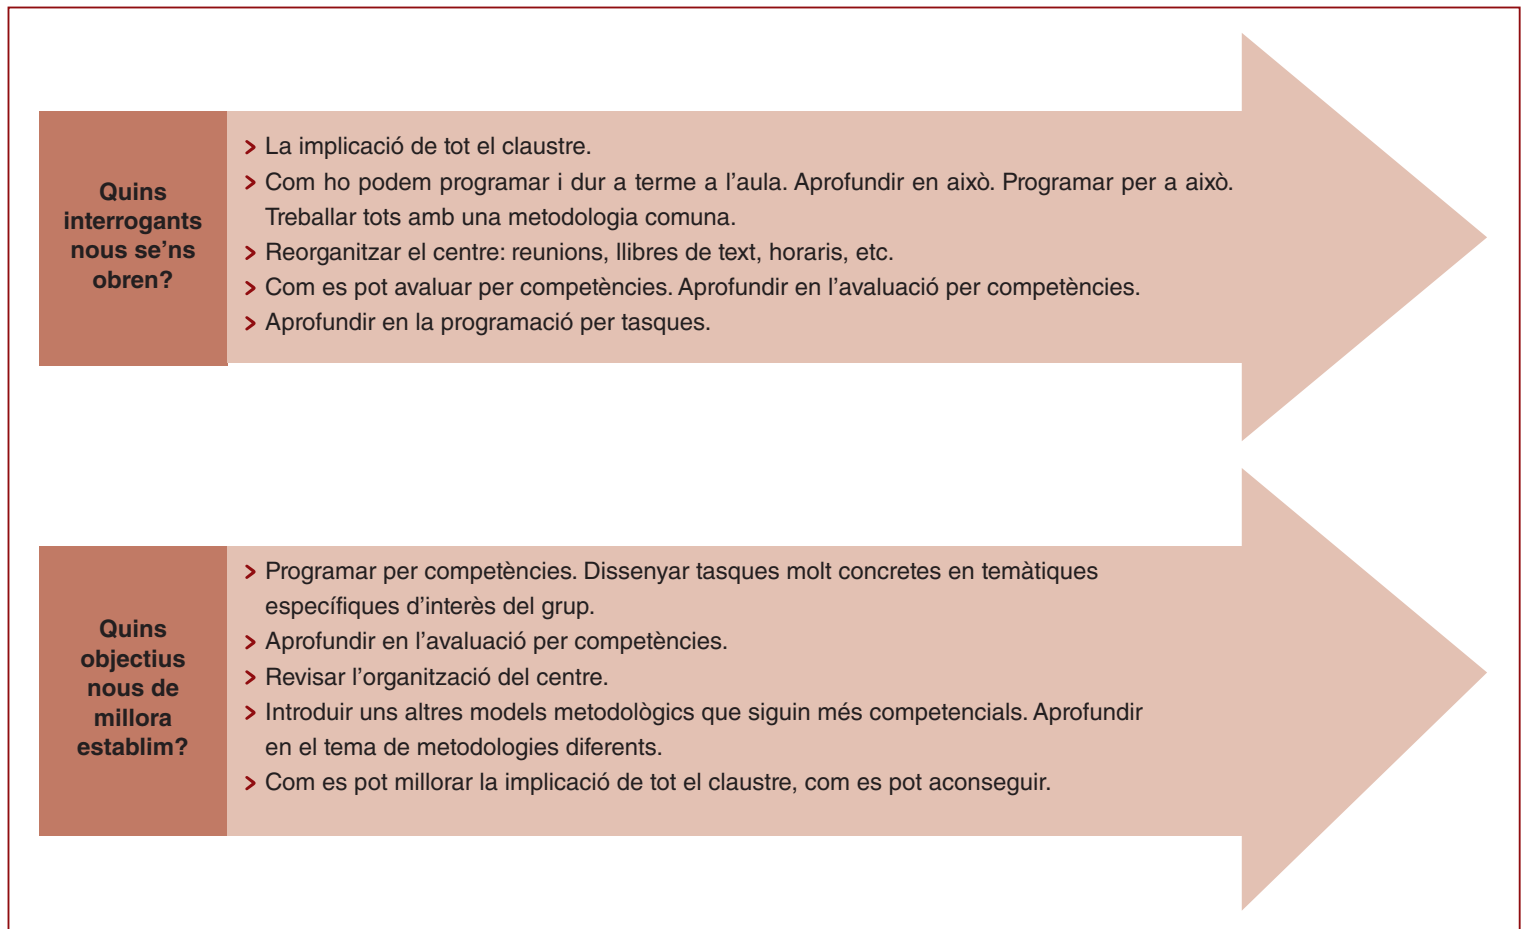 Quins
interrogants
nous se’ns
obren?
> La implicació de tot el claustre.
> Com ho podem programar i dur a terme a l’aula. Aprofundir en això. Programar per a això.
Treballar tots amb una metodologia comuna.
> Reorganitzar el centre: reunions, llibres de text, horaris, etc.
> Com es pot avaluar per competències. Aprofundir en l’avaluació per competències.
> Aprofundir en la programació per tasques.
Quins
objectius
nous de
millora
establim?
> Programar per competències. Dissenyar tasques molt concretes en temàtiques
específiques d’interès del grup.
> Aprofundir en l’avaluació per competències.
> Revisar l’organització del centre.
> Introduir uns altres models metodològics que siguin més competencials. Aprofundir
en el tema de metodologies diferents.
> Com es pot millorar la implicació de tot el claustre, com es pot aconseguir.